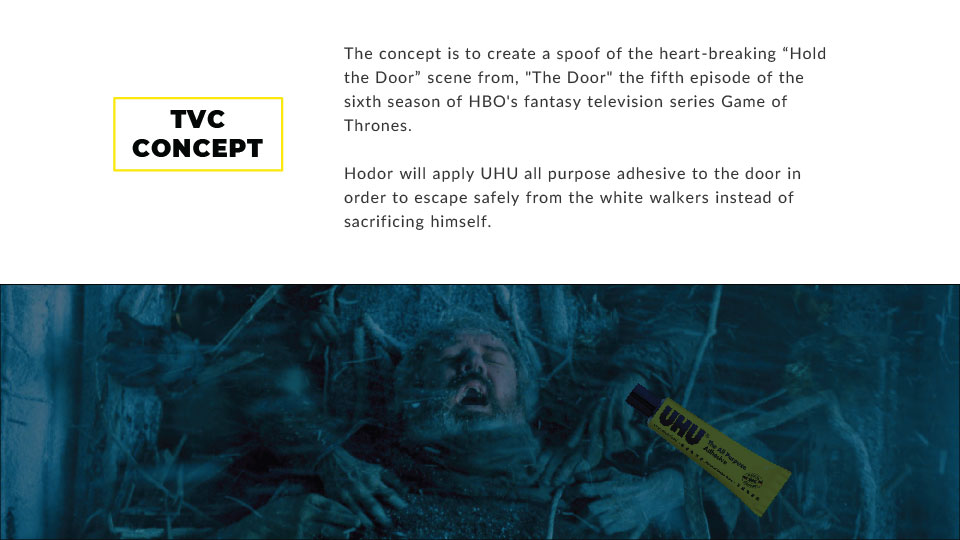 TVC
CONCEPT
The concept is to create a spoof of the heart-breaking “Hold
the Door” scene from, "The Door" the fifth episode of the
sixth season of HBO's fantasy television series Game of
Thrones.
Hodor will apply UHU all purpose adhesive to the door in
order to escape safely from the white walkers instead of
sacrificing himself.
UHU
The All Purpose
Adhesive